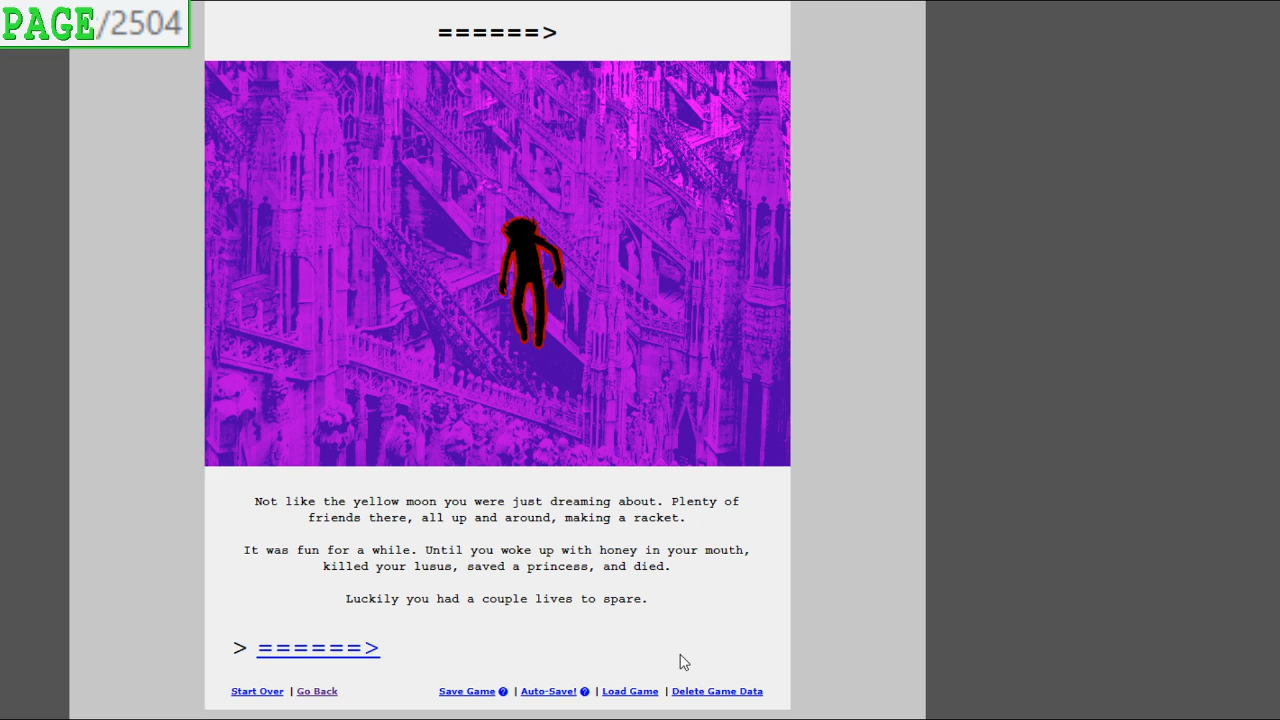 PAGE/2504
======>
Not like the yellow moon you were just dreaming about. Plenty of
friends there, all up and around, making a racket.
It was fun for a while. Until you woke up with honey in your mouth,
killed your lusus, saved a princess, and died.
Luckily you had a couple lives to spare.
> ======>
Start Over | Go Back Save Game ? | Auto-Save! ? | Load Game | Delete Game Data